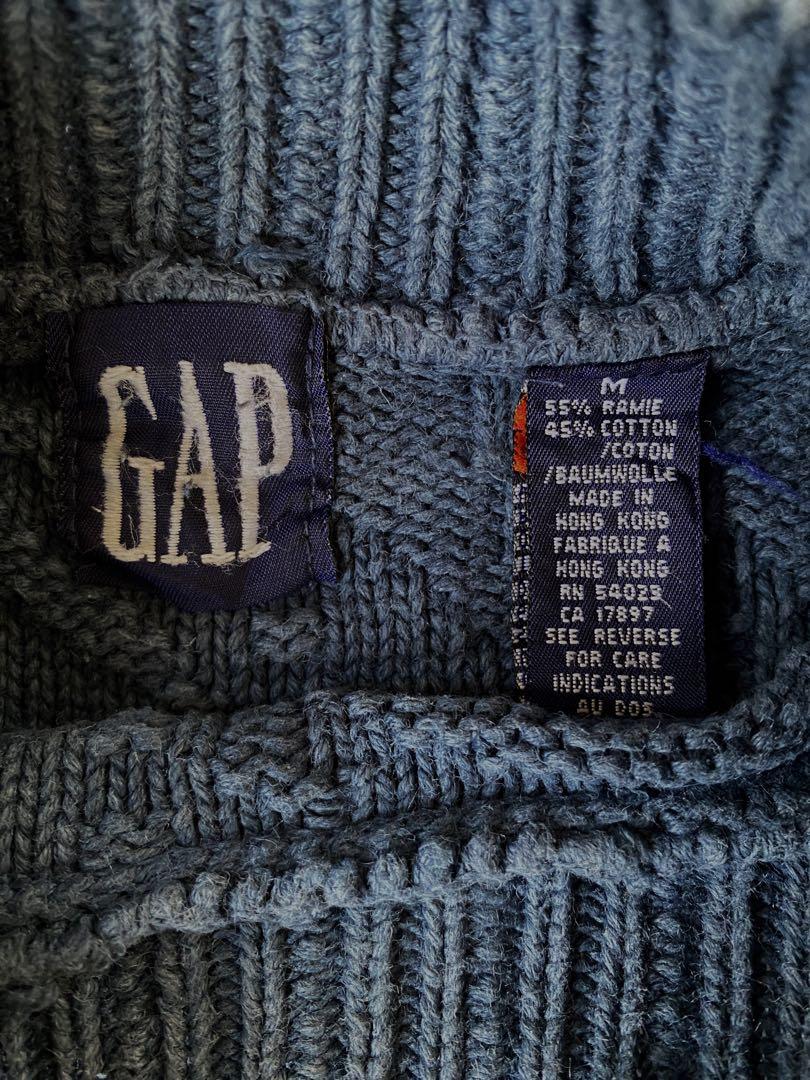 GAP
M
55% RAMIE
45% COTTON
/COTON
/BAUMWOLLE
MADE IN
HONG KONG
FABRIQUE A
HONG KONG
RN 54023
CA 17897
SEE REVERSE
FOR CARE
INDICATIONS
AU DOS